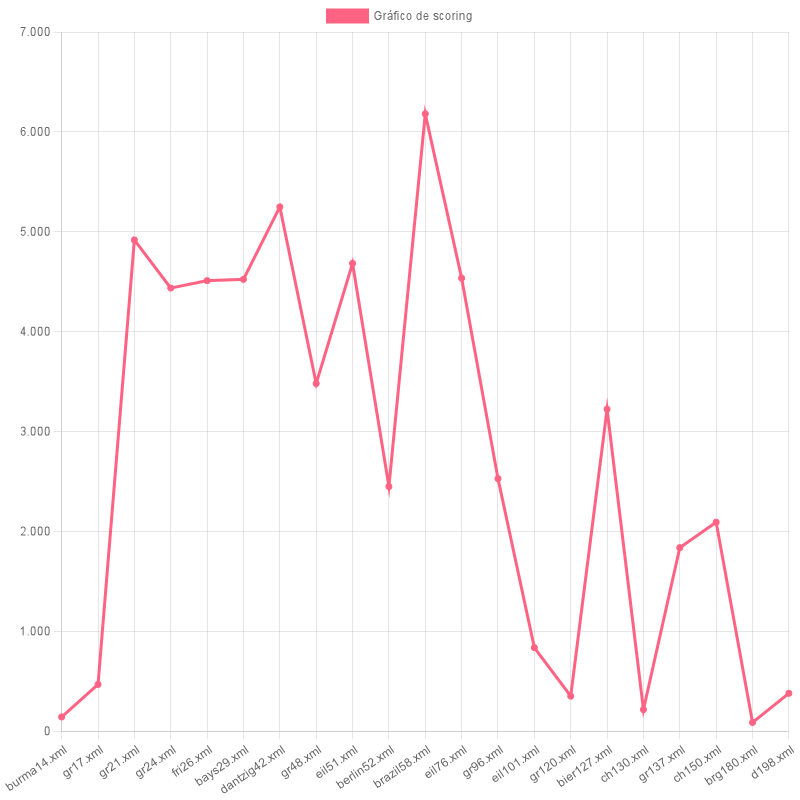 Gráfico de scoring
7.000
6.000
5.000
4.000
3.000
2.000
1.000
0
burma14.xml
gr17.xml
gr21.xml
gr24.xml
fri26.xml
bays29.xml
dantzig42.xml
gr48.xml
eil51.xml
berlin52.xml
brazil58.xml
eil76.xml
gr96.xml
eil101.xml
gr120.xml
bier127.xml
ch130.xml
gr137.xml
ch150.xml
brg180.xml
d198.xml